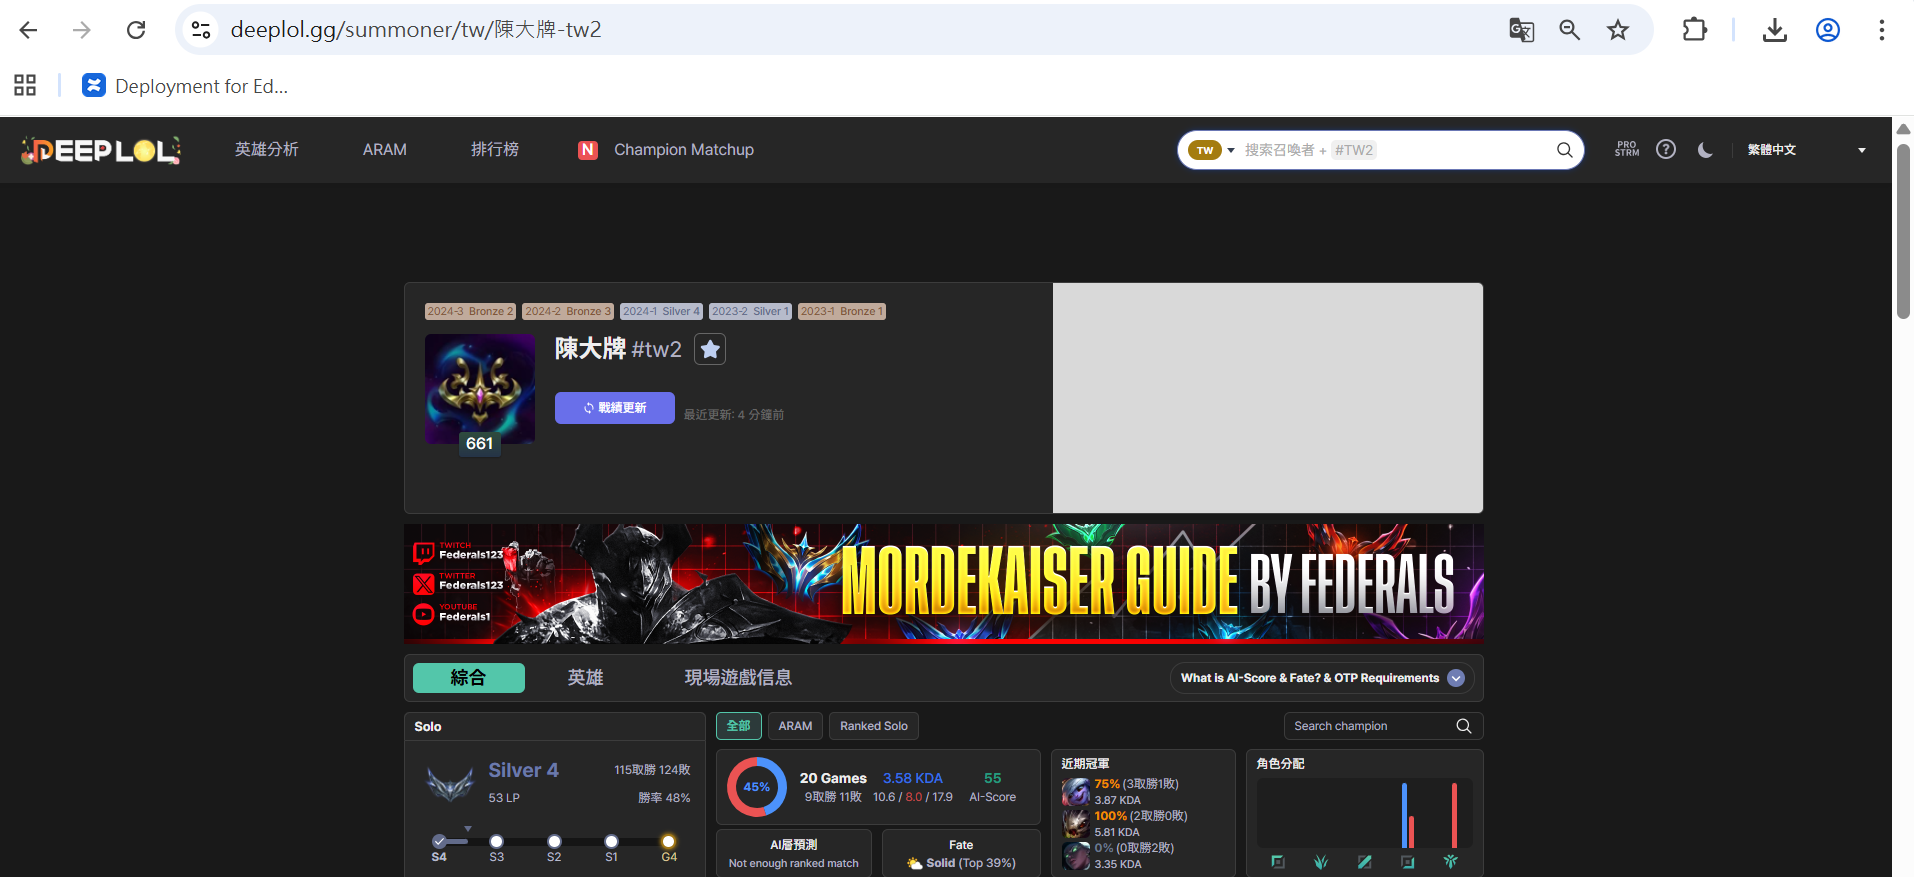 deeplol.gg/summoner/tw/陳大牌-tw2
Deployment for Ed...
DEEPLOL
英雄分析
ARAM
排行榜
N Champion Matchup
TW 搜索召喚者 + #TW2
PRO STRM
繁體中文
2024-3 Bronze 2
2024-2 Bronze 3
2024-1 Silver 4
2023-2 Silver 1
2023-1 Bronze 1
陳大牌 #tw2
戰績更新
最近更新: 4 分鐘前
661
TWITCH
Federals123
TWITTER
Federals123
YOUTUBE
Federals1
MORDEKAISER GUIDE BY FEDERALS
綜合
英雄
現場遊戲信息
What is AI-Score & Fate? & OTP Requirements
Solo
Silver 4
115取勝 124敗
53 LP
勝率 48%
S4 S3 S2 S1 G4
全部
ARAM
Ranked Solo
Search champion
45%
20 Games 3.58 KDA 55
9取勝 11敗 10.6 / 8.0 / 17.9 AI-Score
AI層預測
Not enough ranked match
Fate
Solid (Top 39%)
近期冠軍
75% (3取勝1敗)
3.87 KDA
100% (2取勝0敗)
5.81 KDA
0% (0取勝2敗)
3.35 KDA
角色分配